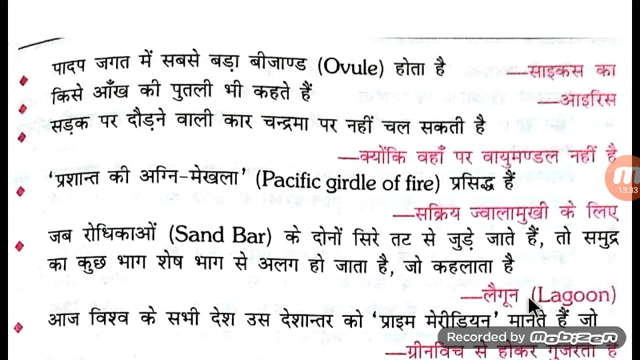 पादप जगत में सबसे बड़ा बीजाण्ड (Ovule) होता है
—साइकस का
किसे आँख की पुतली भी कहते हैं
—आइरिस
सड़क पर दौड़ने वाली कार चन्द्रमा पर नहीं चल सकती है
—क्योंकि वहाँ पर वायुमण्डल नहीं है
'प्रशान्त की अग्नि-मेखला' (Pacific girdle of fire) प्रसिद्ध हैं
13:33
—सक्रिय ज्वालामुखी के लिए
जब रोधिकाओं (Sand Bar) के दोनों सिरे तट से जुड़े जाते हैं, तो समुद्र
का कुछ भाग शेष भाग से अलग हो जाता है, जो कहलाता है
—लैगून (Lagoon)
आज विश्व के सभी देश उस देशान्तर को 'प्राइम मेरीडियन' मानते हैं जो
RECORDED BY
mobizen
—ग्रीनविच से होकर गुजरता है